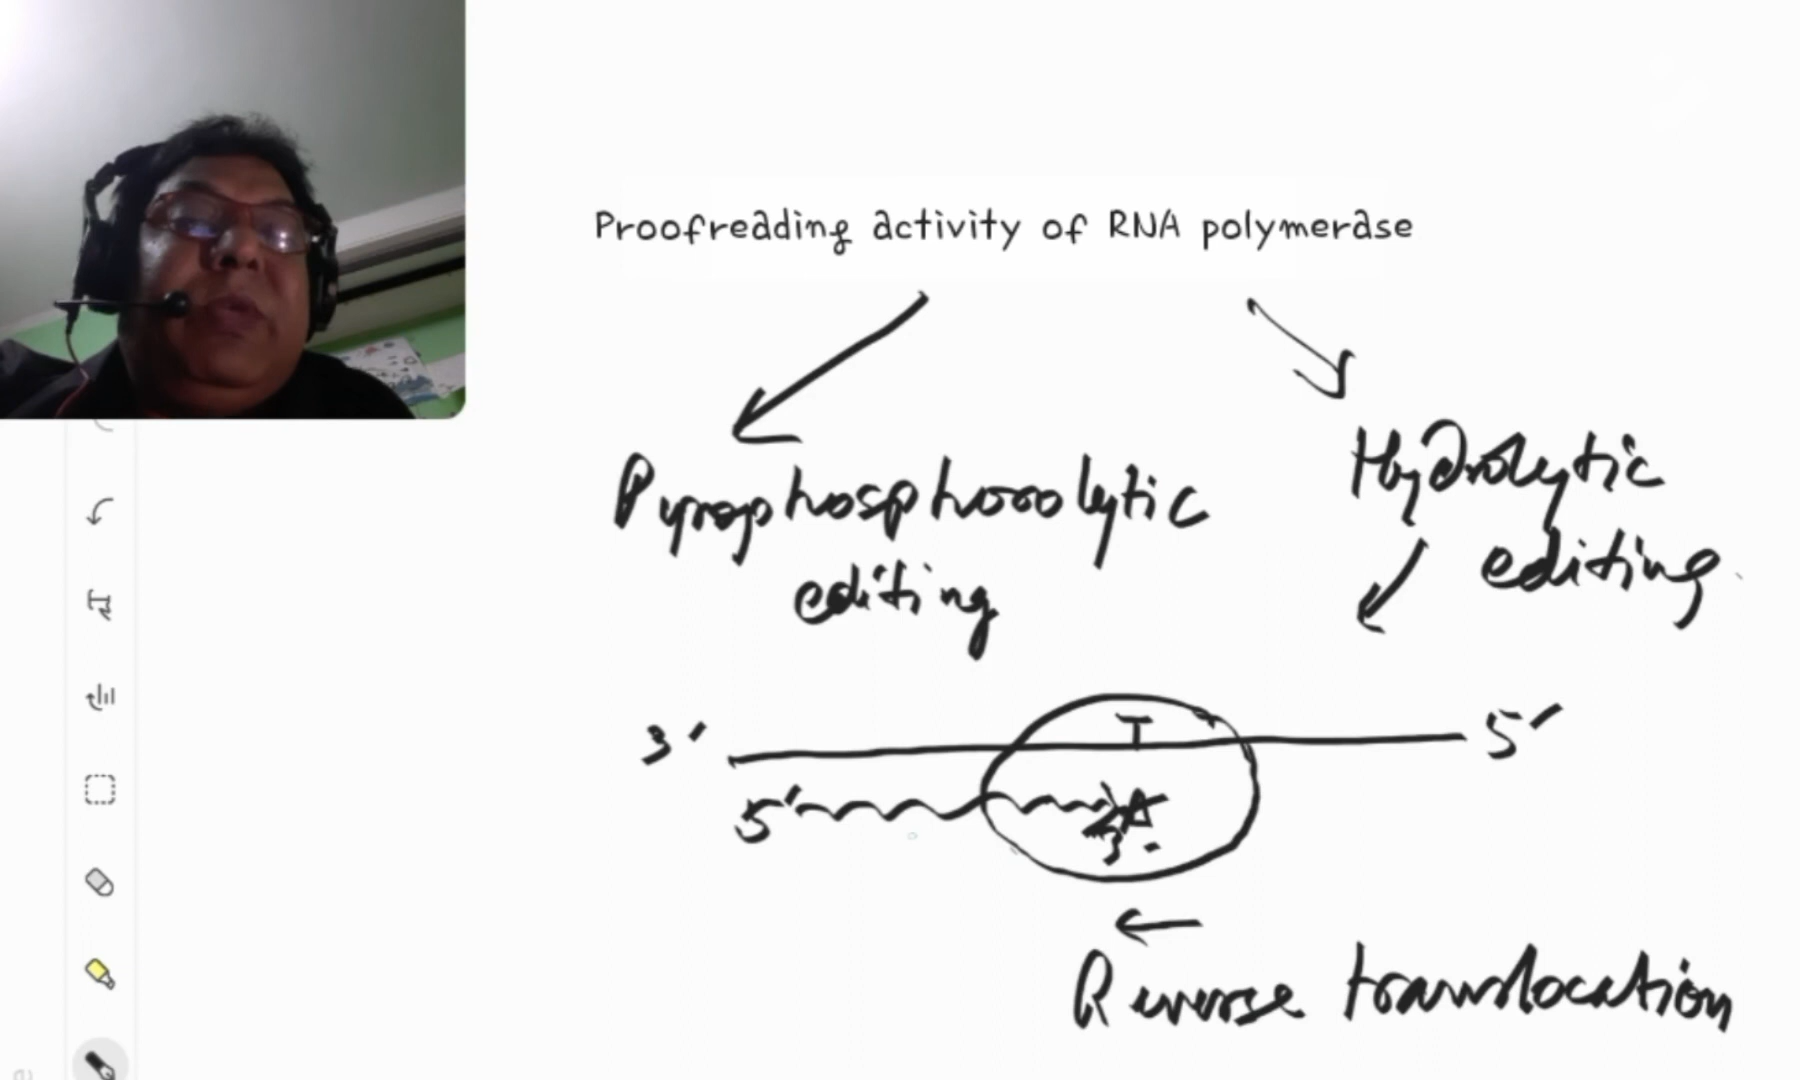 Proofreading activity of RNA polymerase
Pyrophosphorolytic
editing
Hydrolytic
editing
3' 5'
T
5' A
3'
Reverse translocation